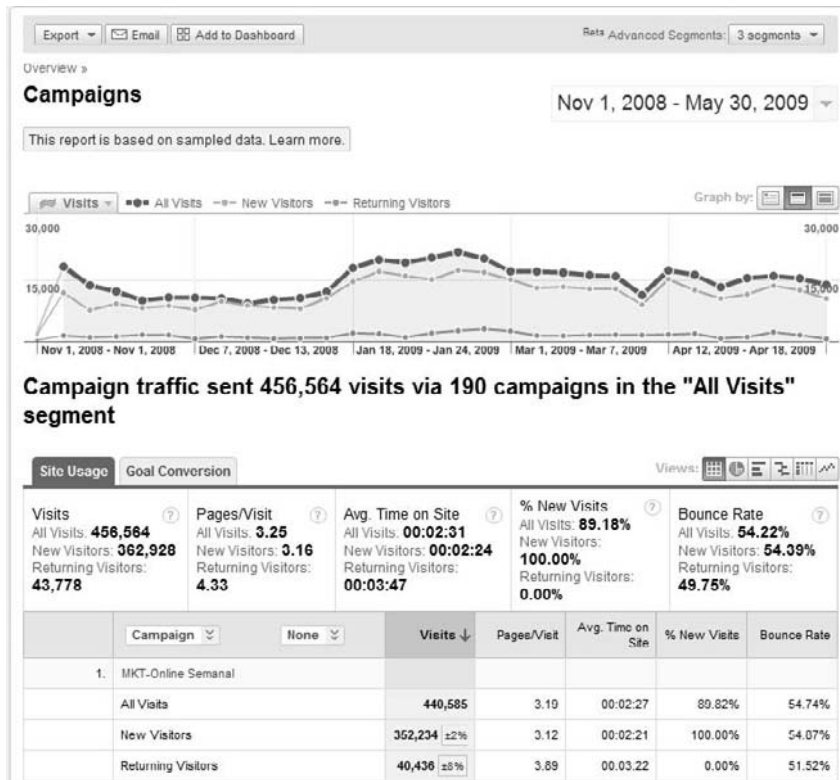 Export Email Add to Dashboard Beta Advanced Segments: 3 segments
Overview »
Campaigns
Nov 1, 2008 - May 30, 2009
This report is based on sampled data. Learn more.
Visits All Visits New Visitors Returning Visitors Graph by:
30,000 30,000
15,000 15,000
Nov 1, 2008 - Nov 1, 2008 Dec 7, 2008 - Dec 13, 2008 Jan 18, 2009 - Jan 24, 2009 Mar 1, 2009 - Mar 7, 2009 Apr 12, 2009 - Apr 18, 2009
Campaign traffic sent 456,564 visits via 190 campaigns in the "All Visits"
segment
Site Usage Goal Conversion Views:
Visits ?
All Visits: 456,564
New Visitors: 362,928
Returning Visitors:
43,778
Pages/Visit ?
All Visits: 3.25
New Visitors: 3.16
Returning Visitors:
4.33
Avg. Time on Site ?
All Visits: 00:02:31
New Visitors: 00:02:24
Returning Visitors:
00:03:47
% New Visits ?
All Visits: 89.18%
New Visitors:
100.00%
Returning Visitors:
0.00%
Bounce Rate ?
All Visits: 54.22%
New Visitors: 54.39%
Returning Visitors:
49.75%
Campaign None Visits ↓ Pages/Visit Avg. Time on Site % New Visits Bounce Rate
1. MKT-Online Semanal
All Visits 440,585 3.19 00:02:27 89.82% 54.74%
New Visitors 352,234 ±2% 3.12 00:02:21 100.00% 54.87%
Returning Visitors 40,436 ±8% 3.89 00:03:22 0.00% 51.52%